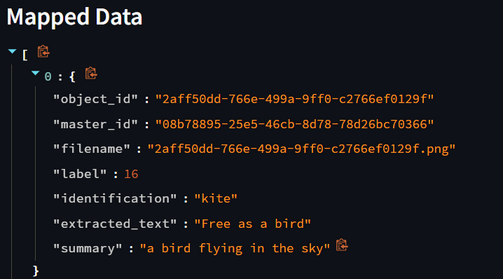 Mapped Data
[
0 : {
"object_id" : "2aff50dd-766e-499a-9ff0-c2766ef0129f"
"master_id" : "08b78895-25e5-46cb-8d78-78d26bc70366"
"filename" : "2aff50dd-766e-499a-9ff0-c2766ef0129f.png"
"label" : 16
"identification" : "kite"
"extracted_text" : "Free as a bird"
"summary" : "a bird flying in the sky"
}